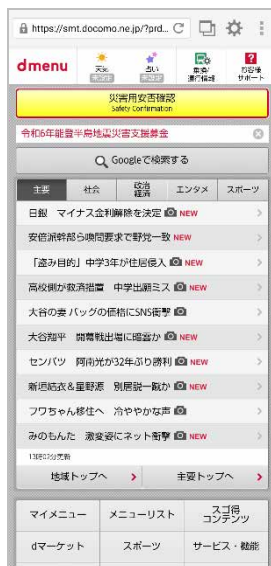 https://smt.docomo.ne.jp/?prd...
dmenu
天気
未設定
占い
未設定
乗換/
運行情報
お客様
サポート
災害用安否確認
Safety Confirmation
令和6年能登半島地震災害支援募金
Googleで検索する
主要
社会
政治
経済
エンタメ
スポーツ
日銀 マイナス金利解除を決定 NEW
安倍派幹部ら喚問要求で野党一致 NEW
「盗み目的」中学3年が住居侵入 NEW
高校側が救済措置 中学出願ミス NEW
大谷の妻 バッグの価格にSNS衝撃
大谷翔平 開幕戦出場に暗雲か NEW
センバツ 阿南光が32年ぶり勝利 NEW
新垣結衣&星野源 別居説一蹴か NEW
フワちゃん移住へ 冷ややかな声
みのもんた 激変姿にネット衝撃 NEW
地域トップへ
主要トップへ
マイメニュー
メニューリスト
スゴ得
コンテンツ
dマーケット
スポーツ
サービス・機能